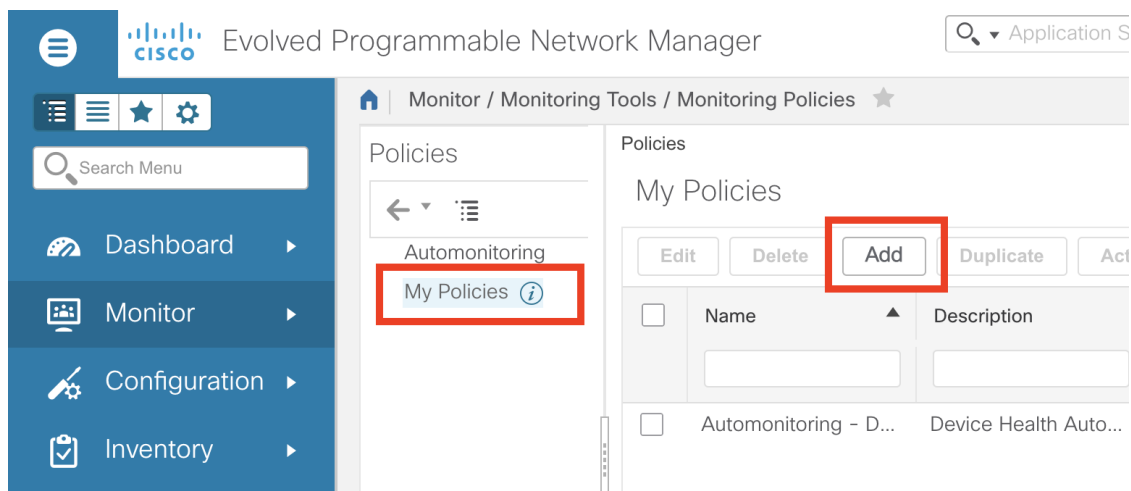 CISCO Evolved Programmable Network Manager
Application S
Monitor / Monitoring Tools / Monitoring Policies
Search Menu
Dashboard
Monitor
Configuration
Inventory
Policies
Automonitoring
My Policies i
Policies
My Policies
Edit Delete Add Duplicate Act
Name Description
Automonitoring - D... Device Health Auto...